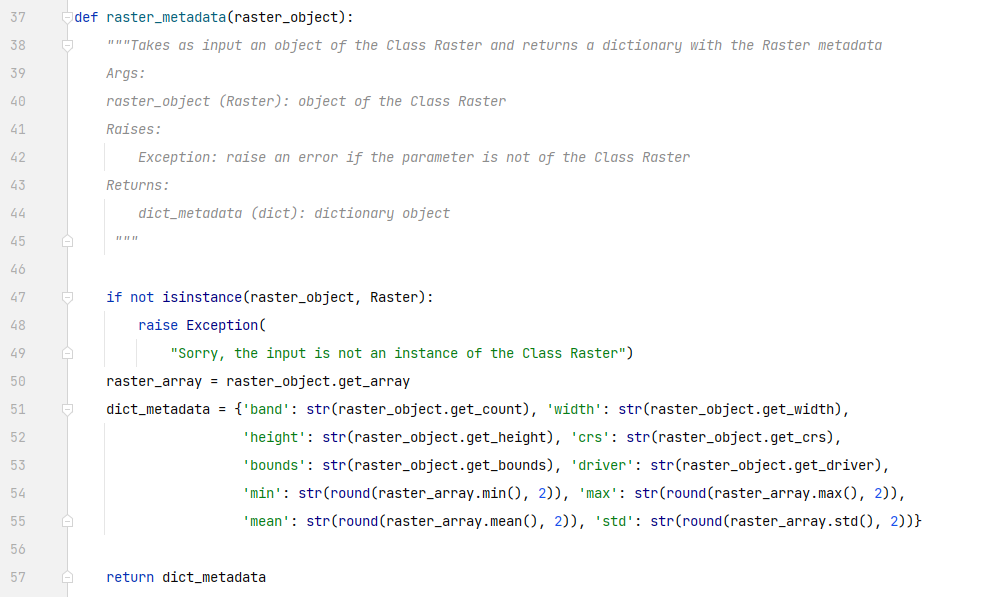 37 def raster_metadata(raster_object):
38     """Takes as input an object of the Class Raster and returns a dictionary with the Raster metadata
39     Args:
40     raster_object (Raster): object of the Class Raster
41     Raises:
42         Exception: raise an error if the parameter is not of the Class Raster
43     Returns:
44         dict_metadata (dict): dictionary object
45      """
46
47     if not isinstance(raster_object, Raster):
48         raise Exception(
49             "Sorry, the input is not an instance of the Class Raster")
50     raster_array = raster_object.get_array
51     dict_metadata = {'band': str(raster_object.get_count), 'width': str(raster_object.get_width),
52                      'height': str(raster_object.get_height), 'crs': str(raster_object.get_crs),
53                      'bounds': str(raster_object.get_bounds), 'driver': str(raster_object.get_driver),
54                      'min': str(round(raster_array.min(), 2)), 'max': str(round(raster_array.max(), 2)),
55                      'mean': str(round(raster_array.mean(), 2)), 'std': str(round(raster_array.std(), 2))}
56
57     return dict_metadata